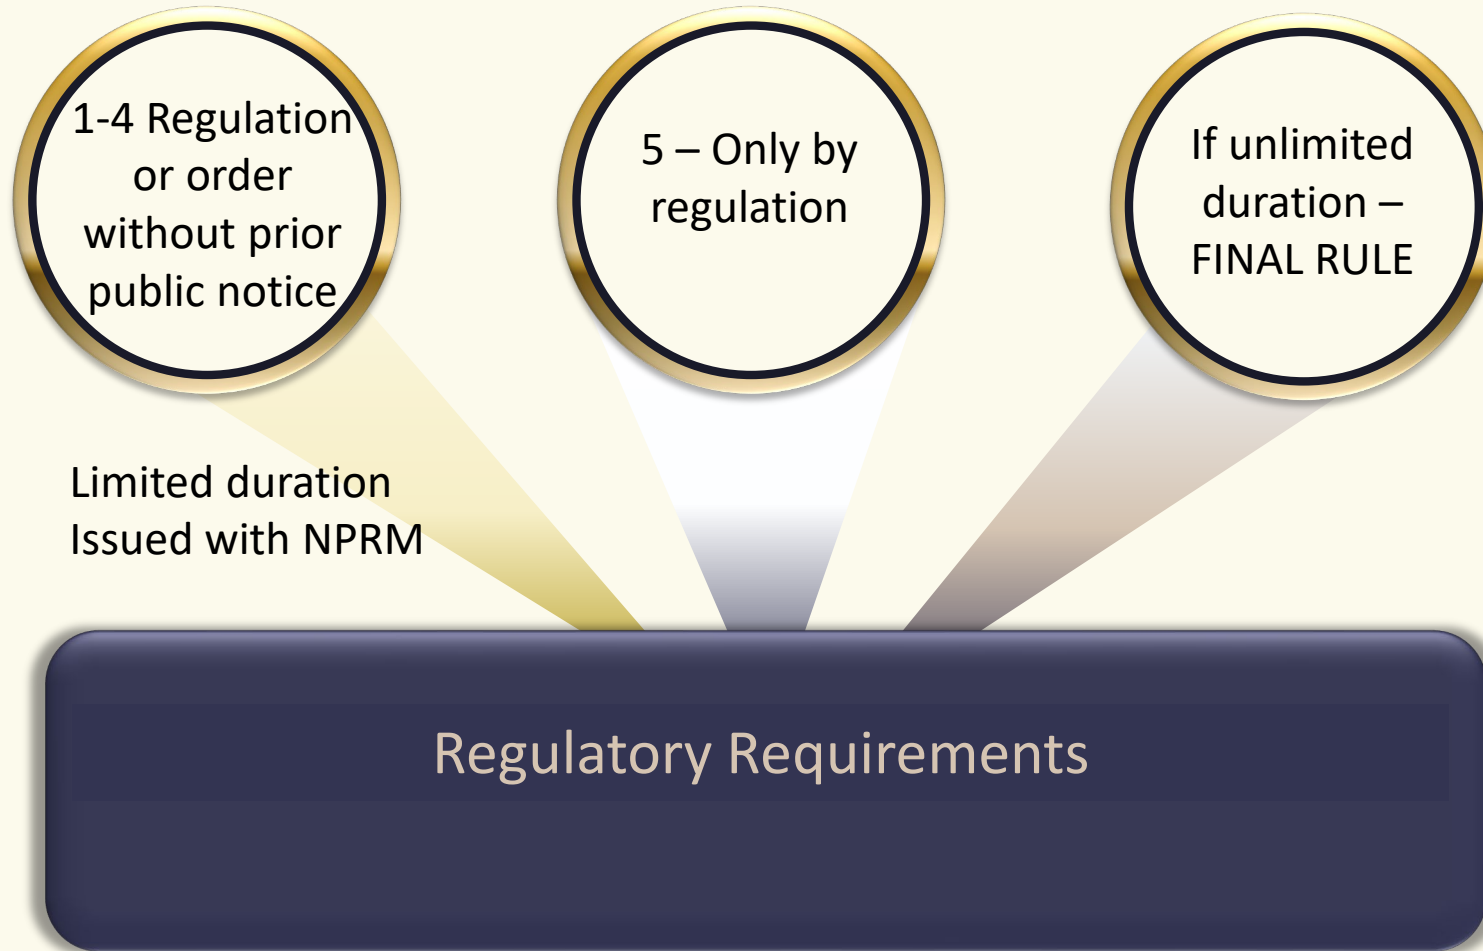 1-4 Regulation
or order
without prior
public notice
5 – Only by
regulation
If unlimited
duration –
FINAL RULE
Limited duration
Issued with NPRM
Regulatory Requirements